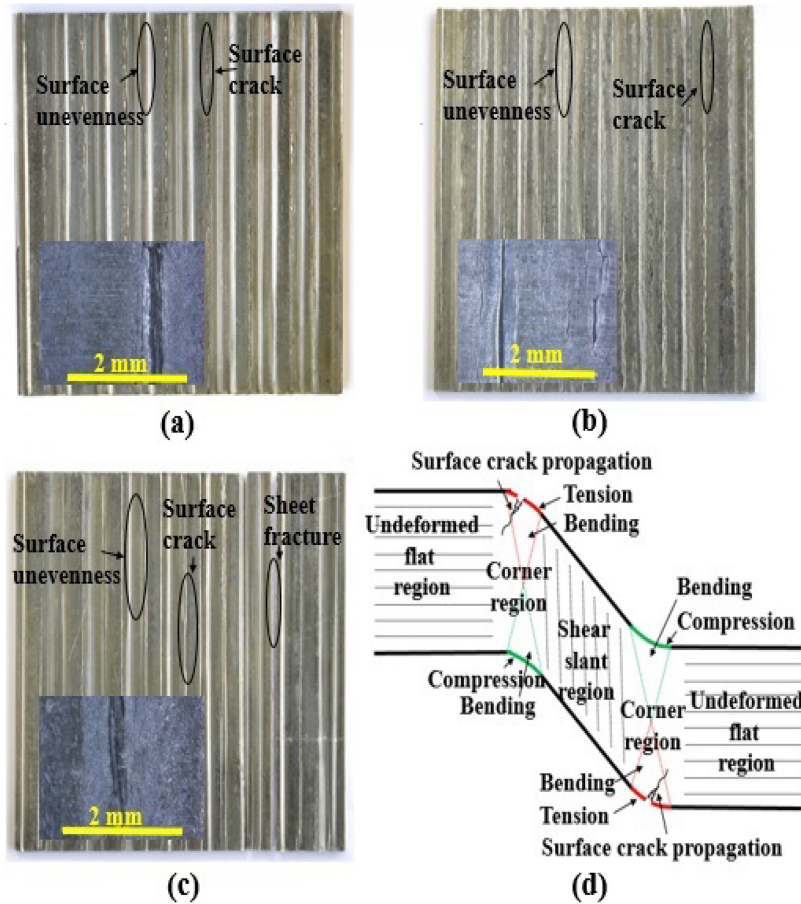 Surface
unevenness
Surface
crack
2 mm
(a)
Surface
unevenness
Surface
crack
2 mm
(b)
Surface
unevenness
Surface
crack
Sheet
fracture
2 mm
(c)
Surface crack propagation
Tension
Bending
Undeformed
flat
region
Corner
region
Bending
Compression
Shear
slant
region
Compression
Bending
Corner
region
Undeformed
flat
region
Bending
Tension
Surface crack propagation
(d)